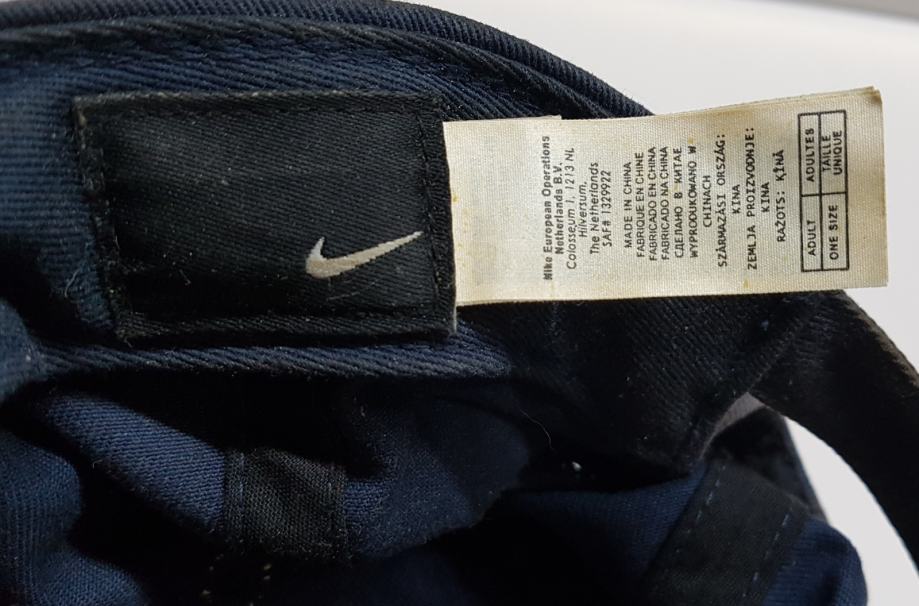 Nike European Operations
Netherlands B.V.
Colosseum 1, 1213 NL
Hilversum,
The Netherlands
SAF# 1329922
MADE IN CHINA
FABRIQUE EN CHINE
FABRICADO EN CHINA
FABRICADO NA CHINA
СДЕЛАНО В КИТАЕ
WYPRODUKOWANO W
CHINACH
SZÁRMAZÁSI ORSZÁG:
KINA
ZEMLJA PROIZVODNJE:
KINA
RAŽOTS: ĶĪNĀ
ADULT
ADULTES
ONE SIZE
TAILLE
UNIQUE